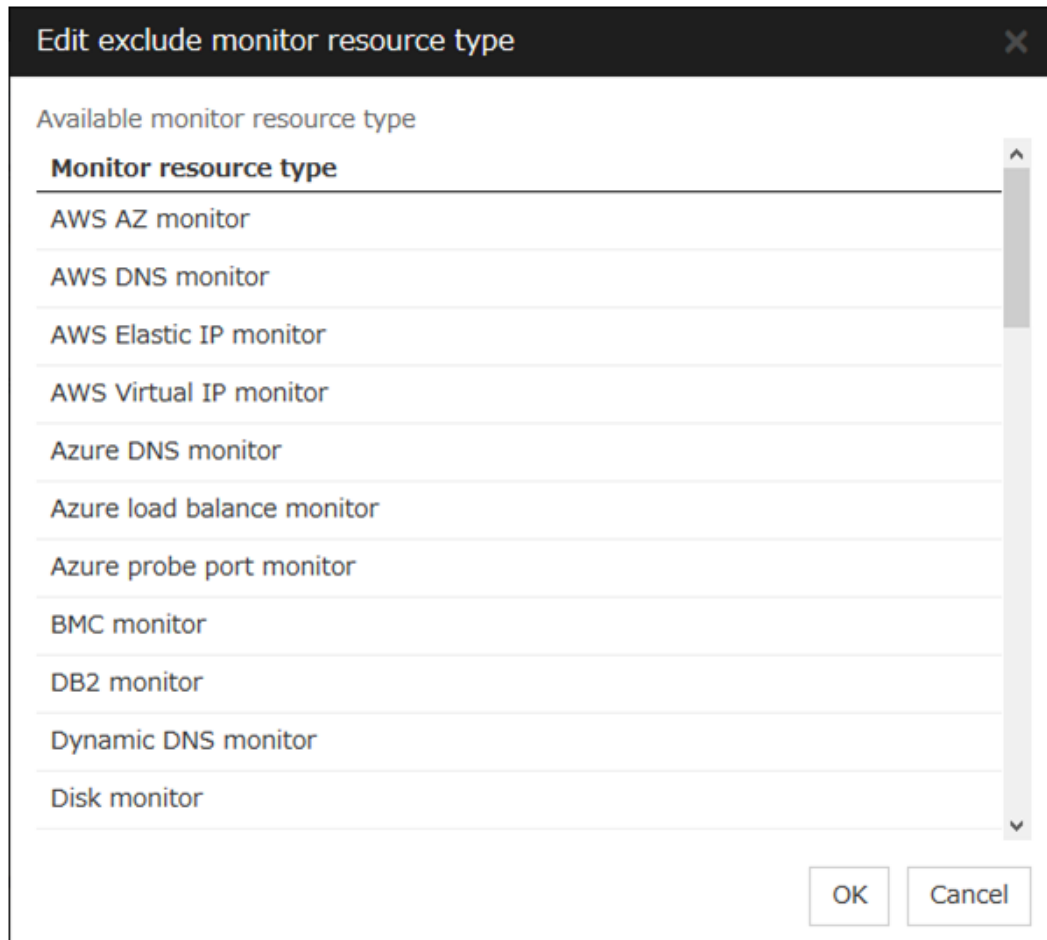 Edit exclude monitor resource type
Available monitor resource type
Monitor resource type
AWS AZ monitor
AWS DNS monitor
AWS Elastic IP monitor
AWS Virtual IP monitor
Azure DNS monitor
Azure load balance monitor
Azure probe port monitor
BMC monitor
DB2 monitor
Dynamic DNS monitor
Disk monitor
OK Cancel